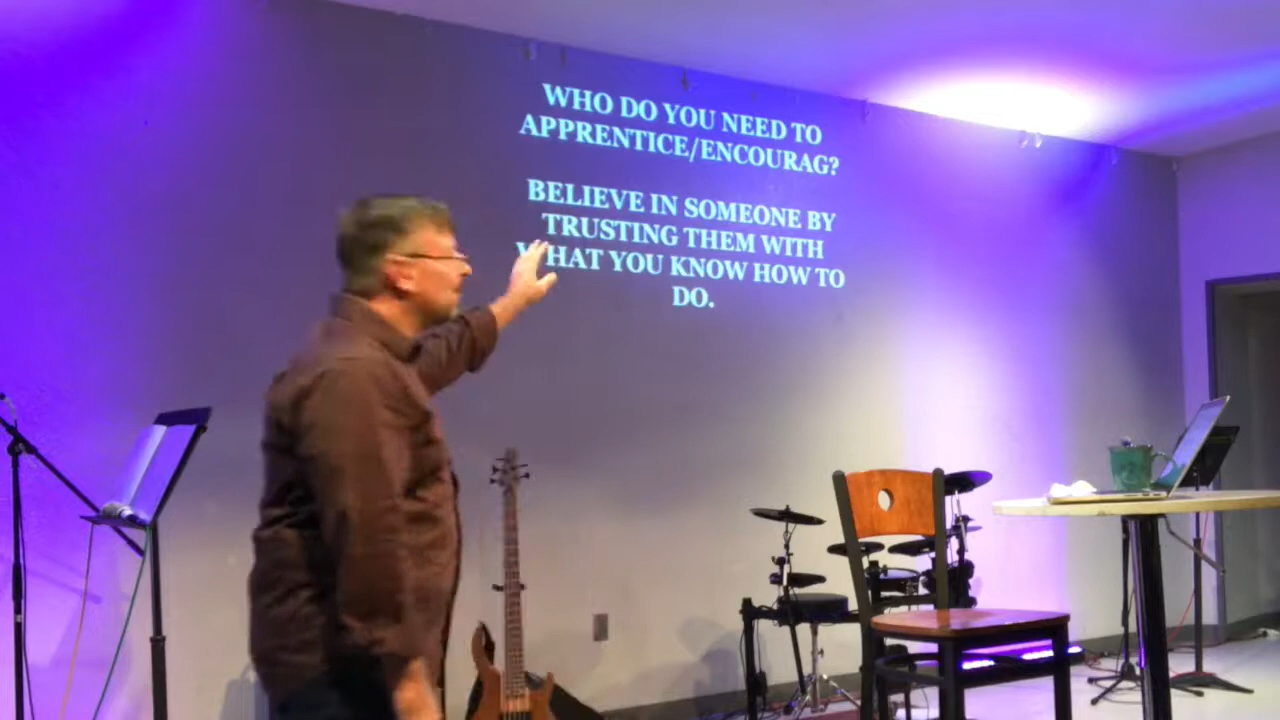 WHO DO YOU NEED TO
APPRENTICE/ENCOURAG?
BELIEVE IN SOMEONE BY
TRUSTING THEM WITH
WHAT YOU KNOW HOW TO
DO.